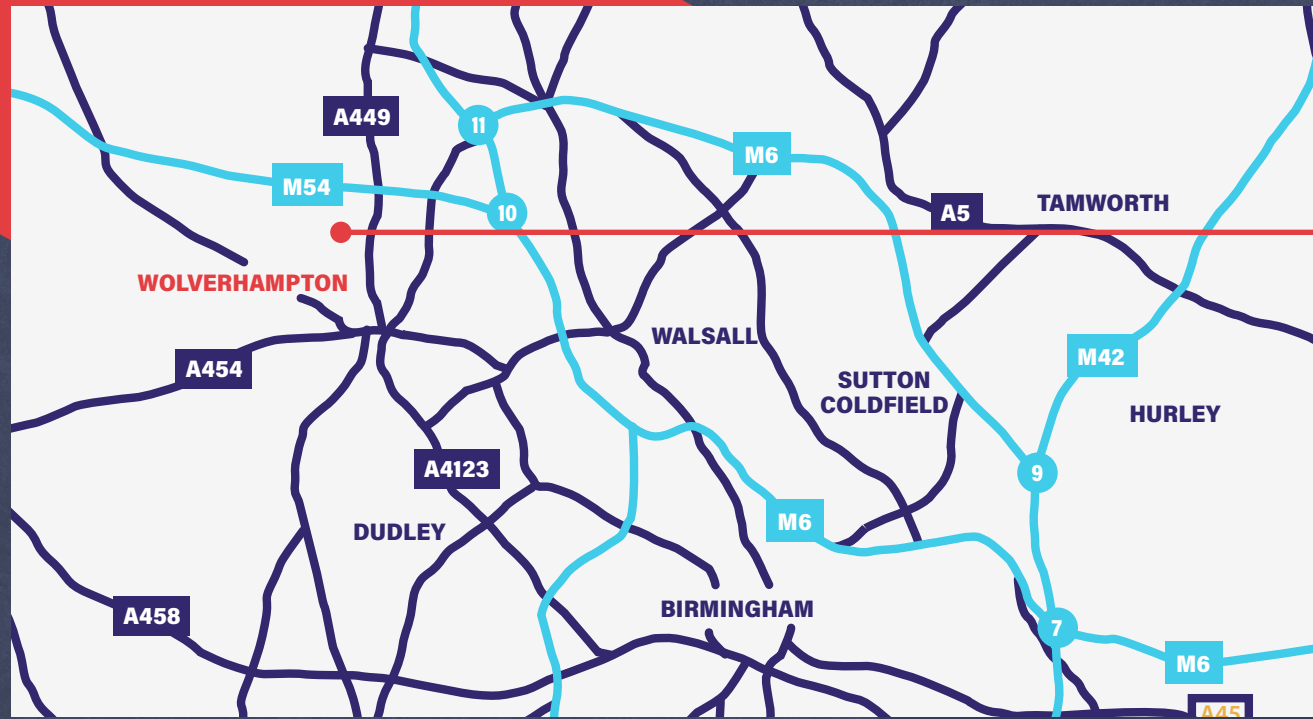 A449
11
M6
M54
10
A5
TAMWORTH
WOLVERHAMPTON
WALSALL
M42
A454
SUTTON
COLDFIELD
HURLEY
A4123
9
M6
DUDLEY
BIRMINGHAM
A458
7
M6
A45